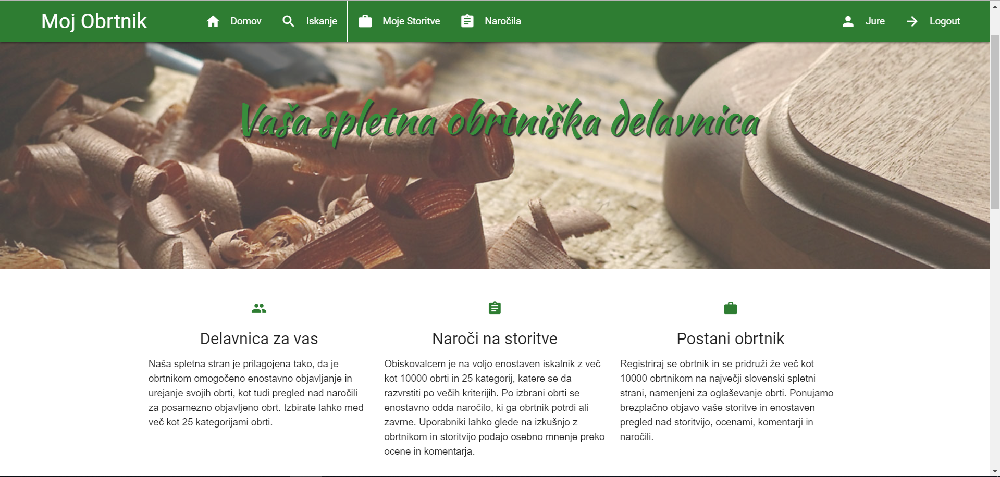 Moj Obrtnik
Domov
Iskanje
Moje Storitve
Naročila
Jure
Logout
Vaša spletna obrtniška delavnica
Delavnica za vas
Naša spletna stran je prilagojena tako, da je
obrtnikom omogočeno enostavno objavljanje in
urejanje svojih obrti, kot tudi pregled nad naročili
za posamezno objavljeno obrt. Izbirate lahko med
več kot 25 kategorijami obrti.
Naroči na storitve
Obiskovalcem je na voljo enostaven iskalnik z več
kot 10000 obrti in 25 kategorij, katere se da
razvrstiti po večih kriterijih. Po izbrani obrti se
enostavno odda naročilo, ki ga obrtnik potrdi ali
zavrne. Uporabniki lahko glede na izkušnjo z
obrtnikom in storitvijo podajo osebno mnenje preko
ocene in komentarja.
Postani obrtnik
Registriraj se obrtnik in se pridruži že več kot
10000 obrtnikom na največji slovenski spletni
strani, namenjeni za oglaševanje obrti. Ponujamo
brezplačno objavo vaše storitve in enostaven
pregled nad storitvijo, ocenami, komentarji in
naročili.